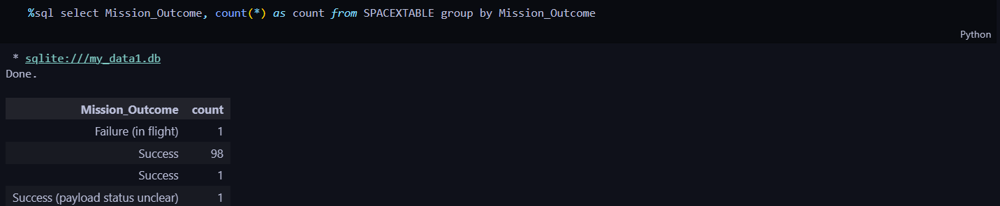 %sql select Mission_Outcome, count(*) as count from SPACEXTABLE group by Mission_Outcome
Python
* sqlite:///my_data1.db
Done.
Mission_Outcome count
Failure (in flight) 1
Success 98
Success 1
Success (payload status unclear) 1